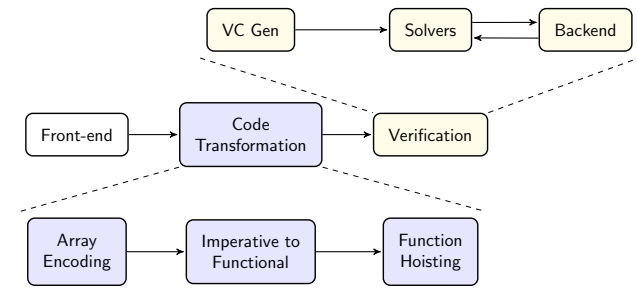 VC Gen
Solvers
Backend
Front-end
Code
Transformation
Verification
Array
Encoding
Imperative to
Functional
Function
Hoisting